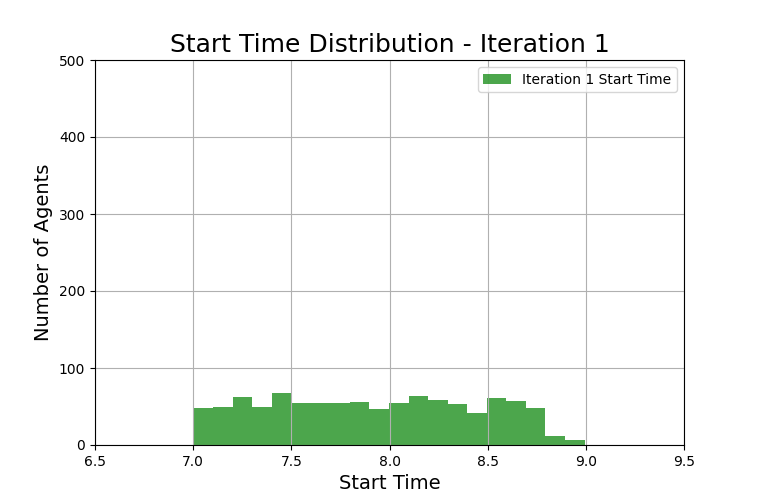 Start Time Distribution - Iteration 1
Iteration 1 Start Time
Number of Agents
500
400
300
200
100
0
6.5 7.0 7.5 8.0 8.5 9.0 9.5
Start Time